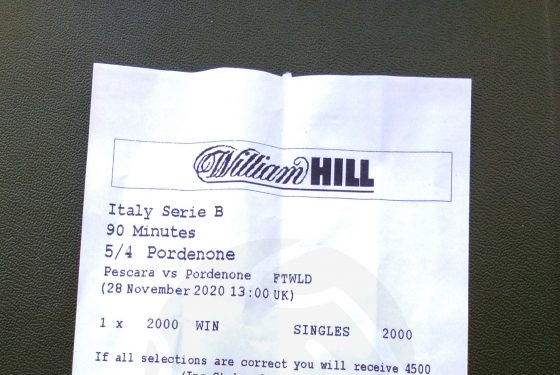 William HILL
Italy Serie B
90 Minutes
5/4 Pordenone
Pescara vs Pordenone FTWLD
(28 November 2020 13:00 UK)
1 x 2000 WIN SINGLES 2000
If all selections are correct you will receive 4500